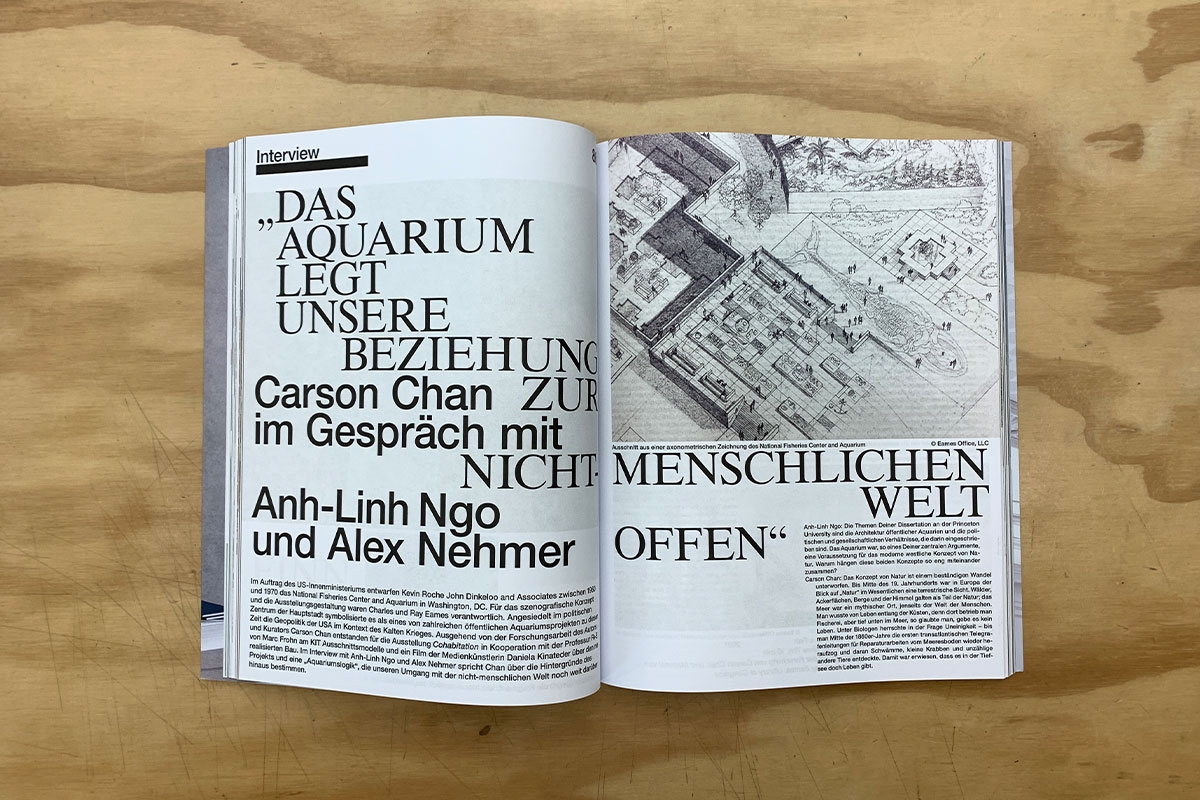 Interview
„DAS
AQUARIUM
LEGT
UNSERE
BEZIEHUNG
Carson Chan ZUR
im Gespräch mit
NICHT-
Anh-Linh Ngo
und Alex Nehmer
Im Auftrag des US-Innenministeriums entwarfen Kevin Roche John Dinkeloo and Associates zwischen 1960
und 1970 das National Fisheries Center and Aquarium in Washington, DC. Für das szenografische Konzept
und die Ausstellungsgestaltung waren Charles und Ray Eames verantwortlich. Angesiedelt im politischen
Zentrum der Hauptstadt symbolisierte es als eines von zahlreichen öffentlichen Aquariumsprojekten zu dieser
Zeit die Geopolitik der USA im Kontext des Kalten Krieges. Ausgehend von der Forschungsarbeit des Autors
und Kurators Carson Chan entstanden für die Ausstellung Cohabitation in Kooperation mit der Professur
von Marc Frohn am KIT Ausschnittsmodelle und ein Film der Medienkünstlerin Daniela Kinateder über den
realisierten Bau. Im Interview mit Anh-Linh Ngo und Alex Nehmer spricht Chan über die Hintergründe des
Projekts und eine „Aquariumslogik“, die unseren Umgang mit der nicht-menschlichen Welt noch weit darüber
hinaus bestimmen.
Ausschnitt aus einer axonometrischen Zeichnung des National Fisheries Center and Aquarium © Eames Office, LLC
MENSCHLICHEN
WELT
OFFEN“
Anh-Linh Ngo: Die Themen Deiner Dissertation an der Princeton
University sind die Architektur öffentlicher Aquarien und die poli-
tischen und gesellschaftlichen Verhältnisse, die darin eingeschrie-
ben sind. Das Aquarium war, so eines Deiner zentralen Argumente,
eine Voraussetzung für das moderne westliche Konzept von Na-
tur. Warum hängen diese beiden Konzepte so eng miteinander
zusammen?
Carson Chan: Das Konzept von Natur ist einem beständigen Wandel
unterworfen. Bis Mitte des 19. Jahrhunderts war in Europa der
Blick auf „Natur“ im Wesentlichen eine terrestrische Sicht. Wälder,
Ackerflächen, Berge und der Himmel galten als Teil der Natur; das
Meer war ein mythischer Ort, jenseits der Welt der Menschen.
Man wusste von Leben entlang der Küsten, denn dort betrieb man
Fischerei, aber tief unten im Meer, so glaubte man, gebe es kein
Leben. Unter Biologen herrschte in der Frage Uneinigkeit – bis
man Mitte der 1860er-Jahre die ersten transatlantischen Telegra-
fenleitungen für Reparaturarbeiten vom Meeresboden wieder he-
raufzog und daran Schwämme, kleine Krabben und unzählige
andere Tiere entdeckte. Damit war erwiesen, dass es in der Tief-
see doch Leben gibt.